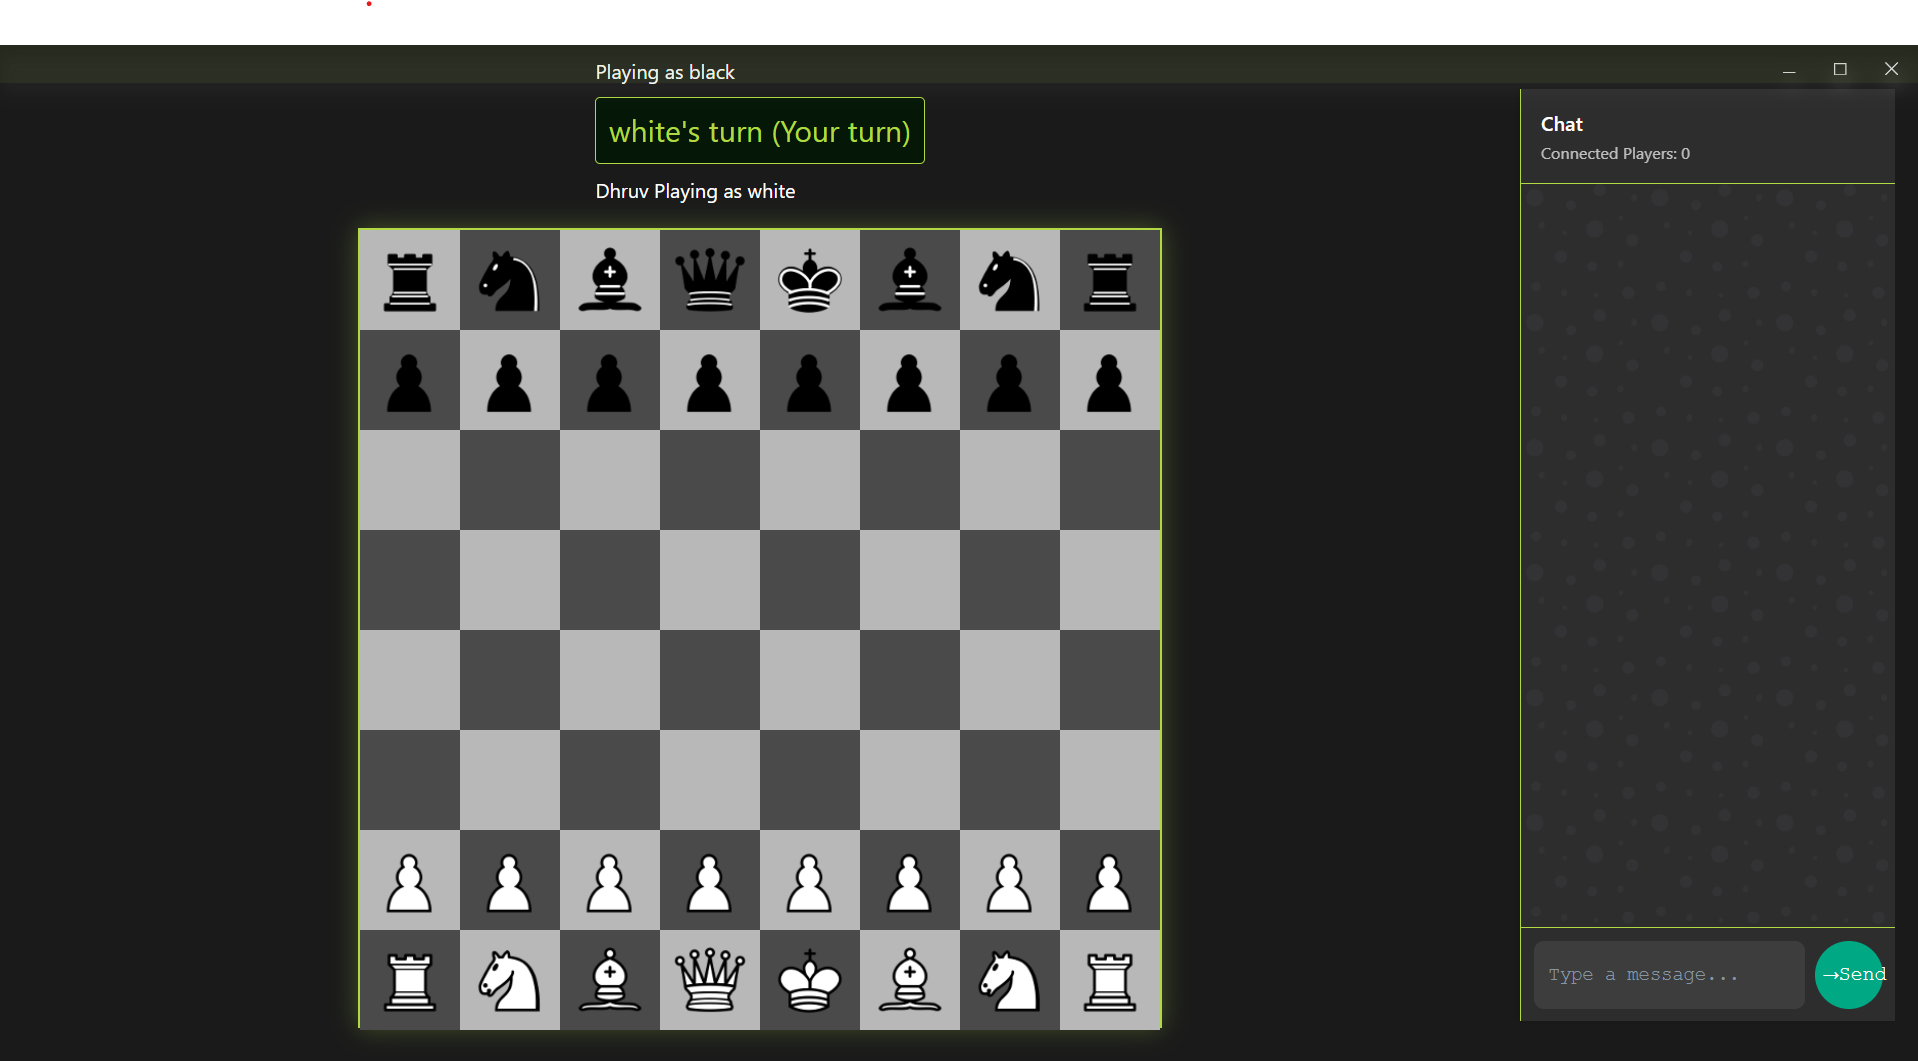 Playing as black
white's turn (Your turn)
Dhruv Playing as white
Chat
Connected Players: 0
Type a message...
→Send